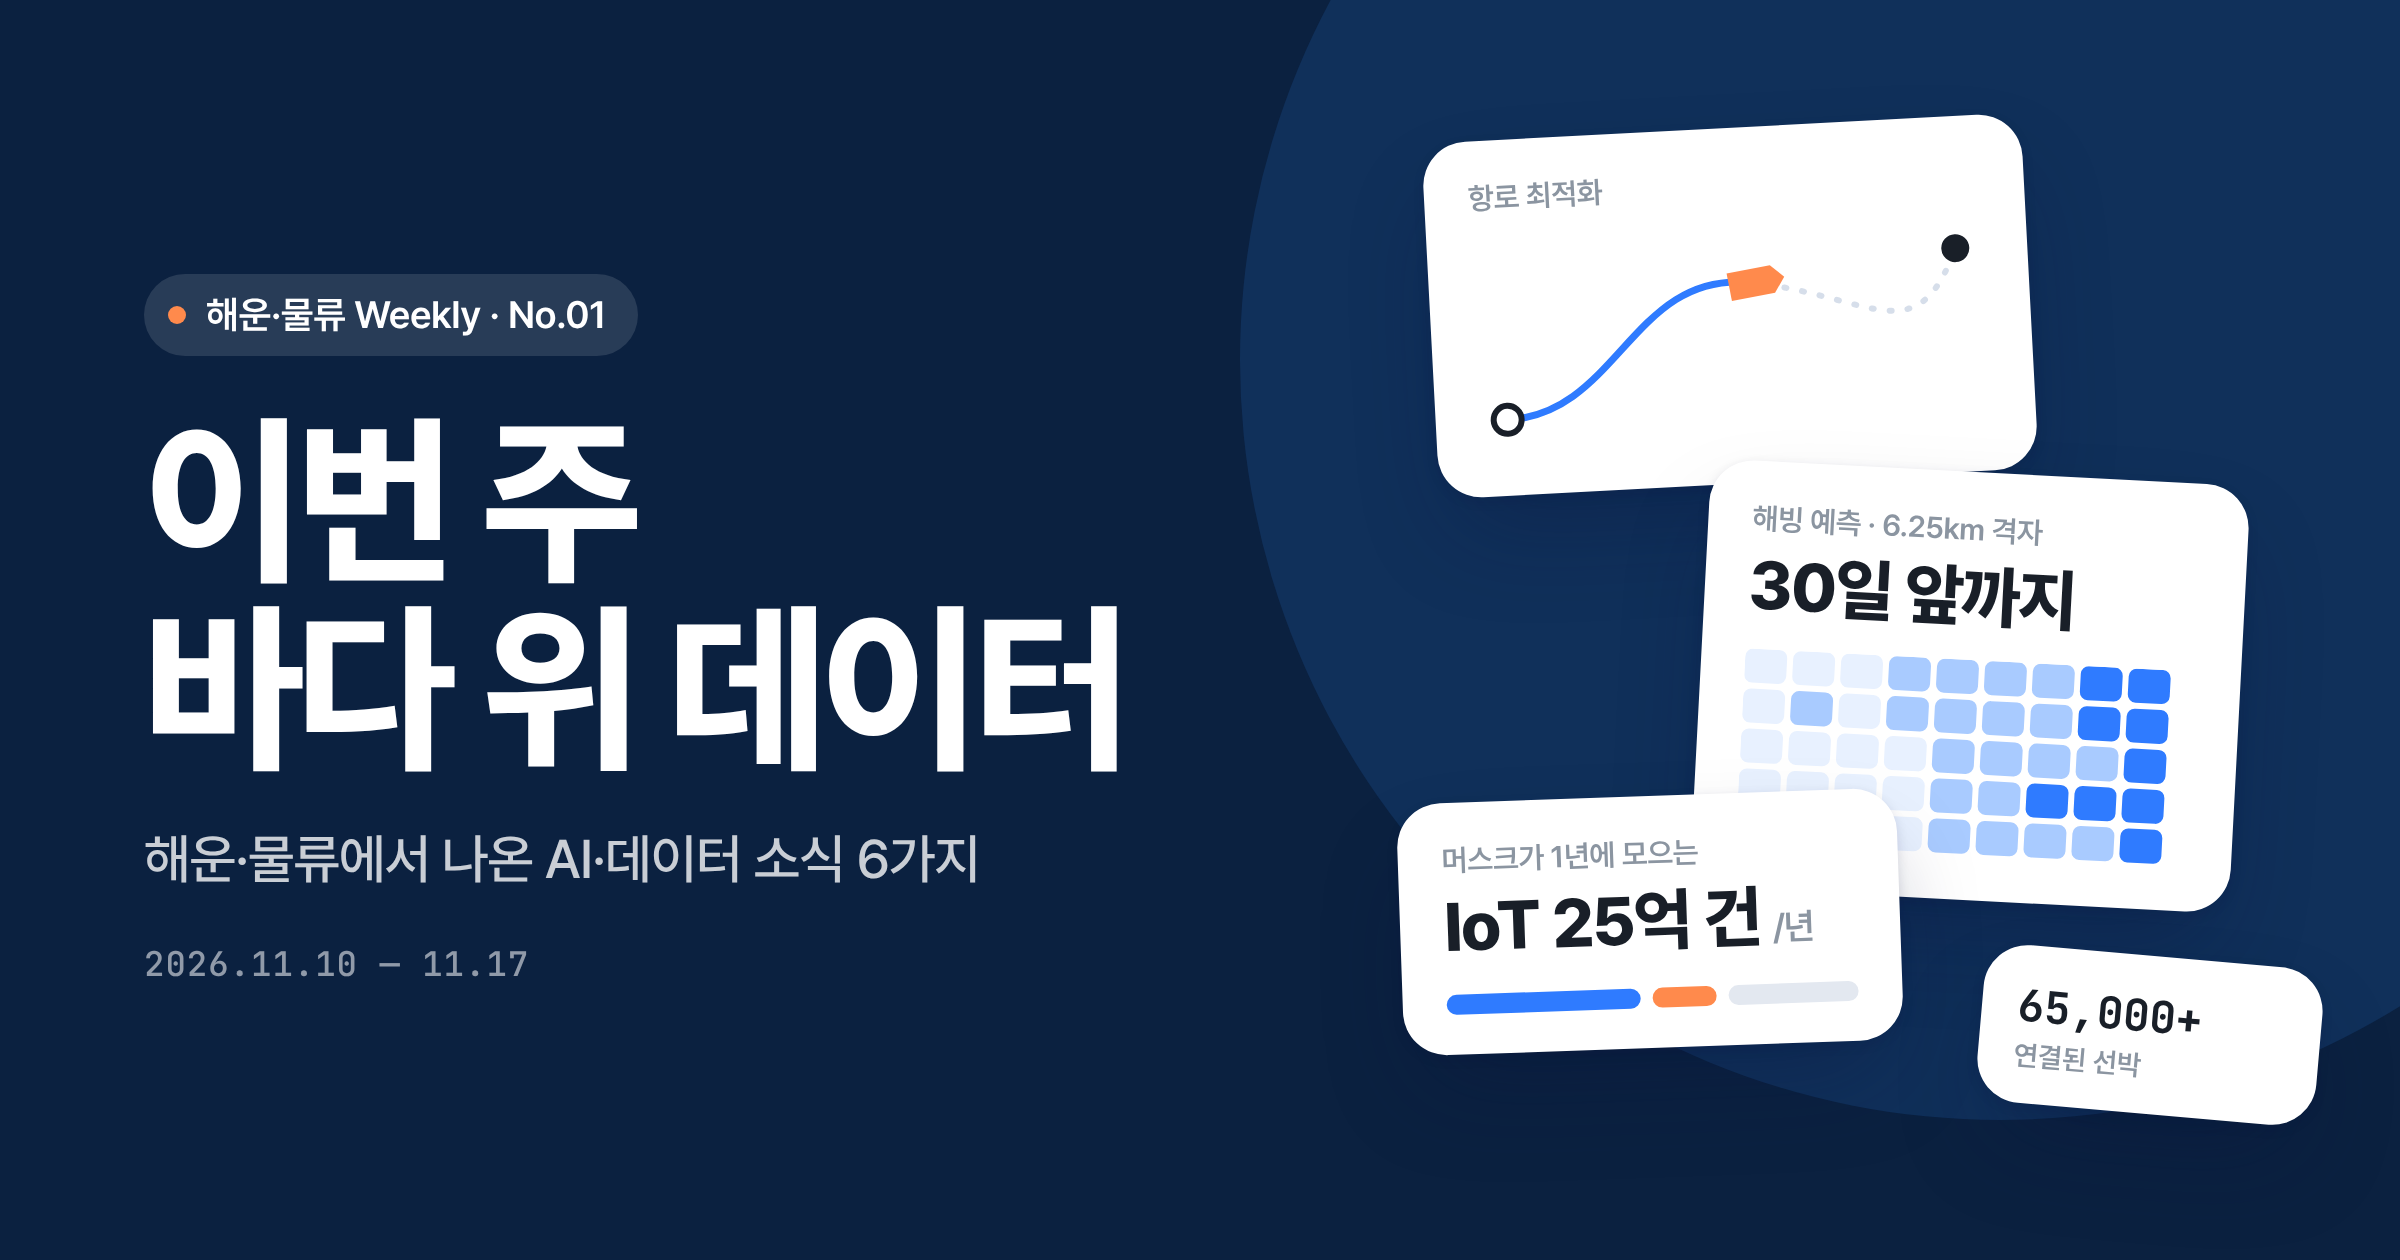 해운·물류 Weekly · No.01
이번 주
바다 위 데이터
해운·물류에서 나온 AI·데이터 소식 6가지
2026.11.10 — 11.17
항로 최적화
해빙 예측 · 6.25km 격자
30일 앞까지
머스크가 1년에 모으는
IoT 25억 건 /년
65,000+
연결된 선박